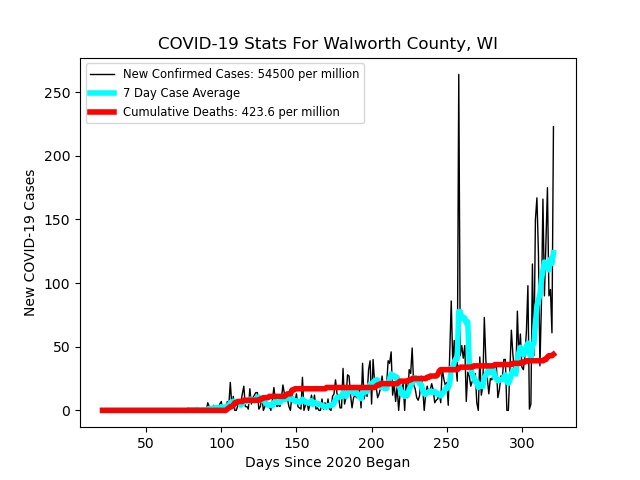 COVID-19 Stats For Walworth County, WI
New Confirmed Cases: 54500 per million
7 Day Case Average
Cumulative Deaths: 423.6 per million
New COVID-19 Cases
250
200
150
100
50
0
50 100 150 200 250 300
Days Since 2020 Began